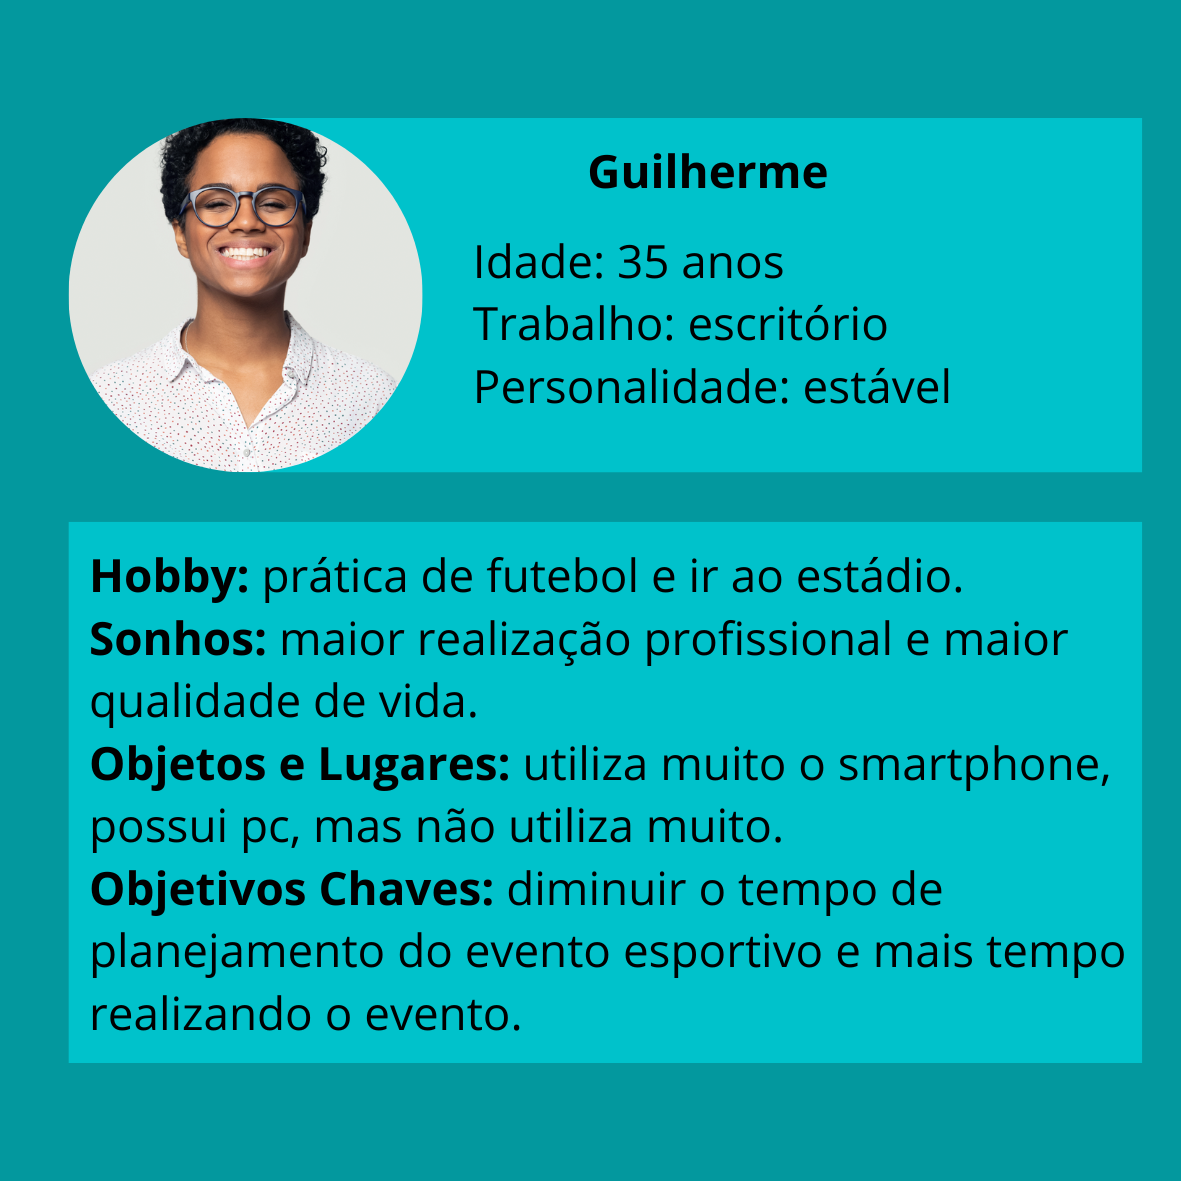 Guilherme
Idade: 35 anos
Trabalho: escritório
Personalidade: estável
Hobby: prática de futebol e ir ao estádio.
Sonhos: maior realização profissional e maior
qualidade de vida.
Objetos e Lugares: utiliza muito o smartphone,
possui pc, mas não utiliza muito.
Objetivos Chaves: diminuir o tempo de
planejamento do evento esportivo e mais tempo
realizando o evento.